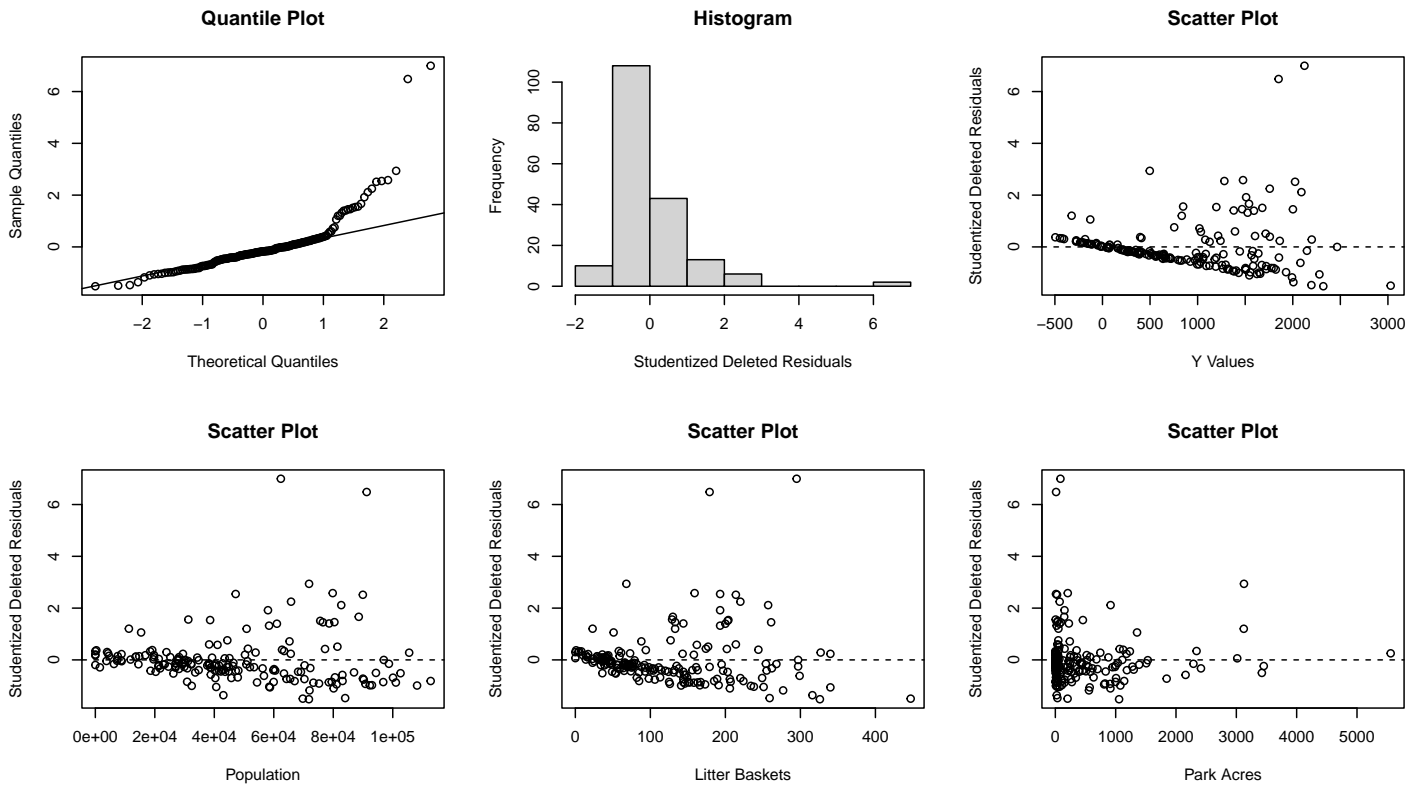 Quantile Plot
Sample Quantiles
0 2 4 6
−2 −1 0 1 2
Theoretical Quantiles
Histogram
Frequency
0 20 40 60 80 100
−2 0 2 4 6
Studentized Deleted Residuals
Scatter Plot
Studentized Deleted Residuals
0 2 4 6
−500 0 500 1000 2000 3000
Y Values
Scatter Plot
Studentized Deleted Residuals
0 2 4 6
0e+00 2e+04 4e+04 6e+04 8e+04 1e+05
Population
Scatter Plot
Studentized Deleted Residuals
0 2 4 6
0 100 200 300 400
Litter Baskets
Scatter Plot
Studentized Deleted Residuals
0 2 4 6
0 1000 2000 3000 4000 5000
Park Acres